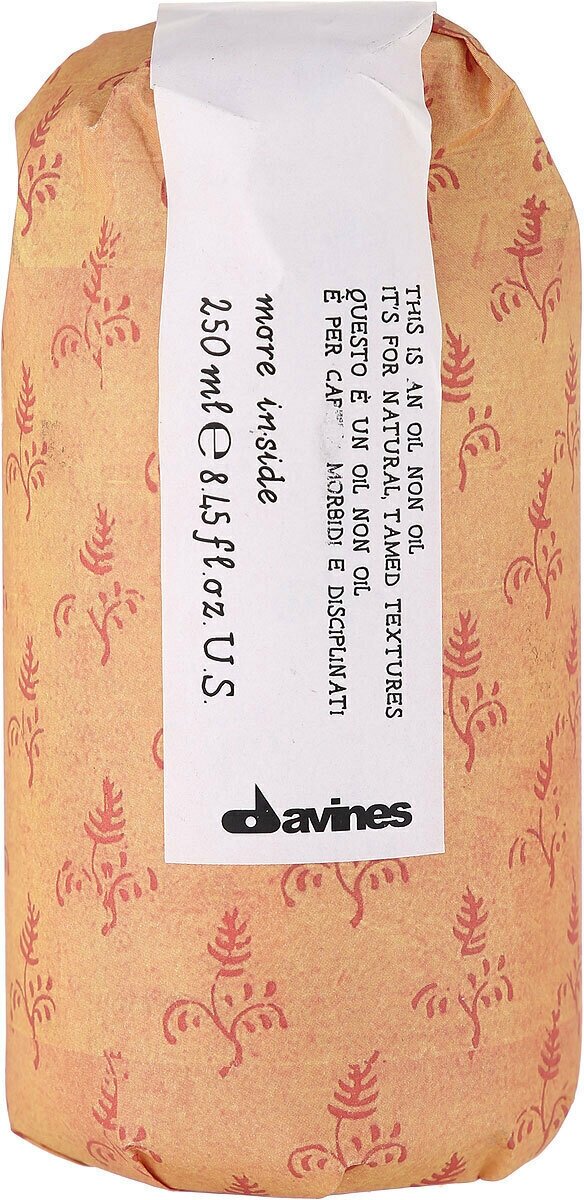 THIS IS AN OIL NON OIL
IT'S FOR NATURAL, TAMED TEXTURES
QUESTO È UN OIL NON OIL
È PER MORBIDI E DISCIPLINATI
more inside
250 ml e 8.45 fl.oz. U.S.
davines